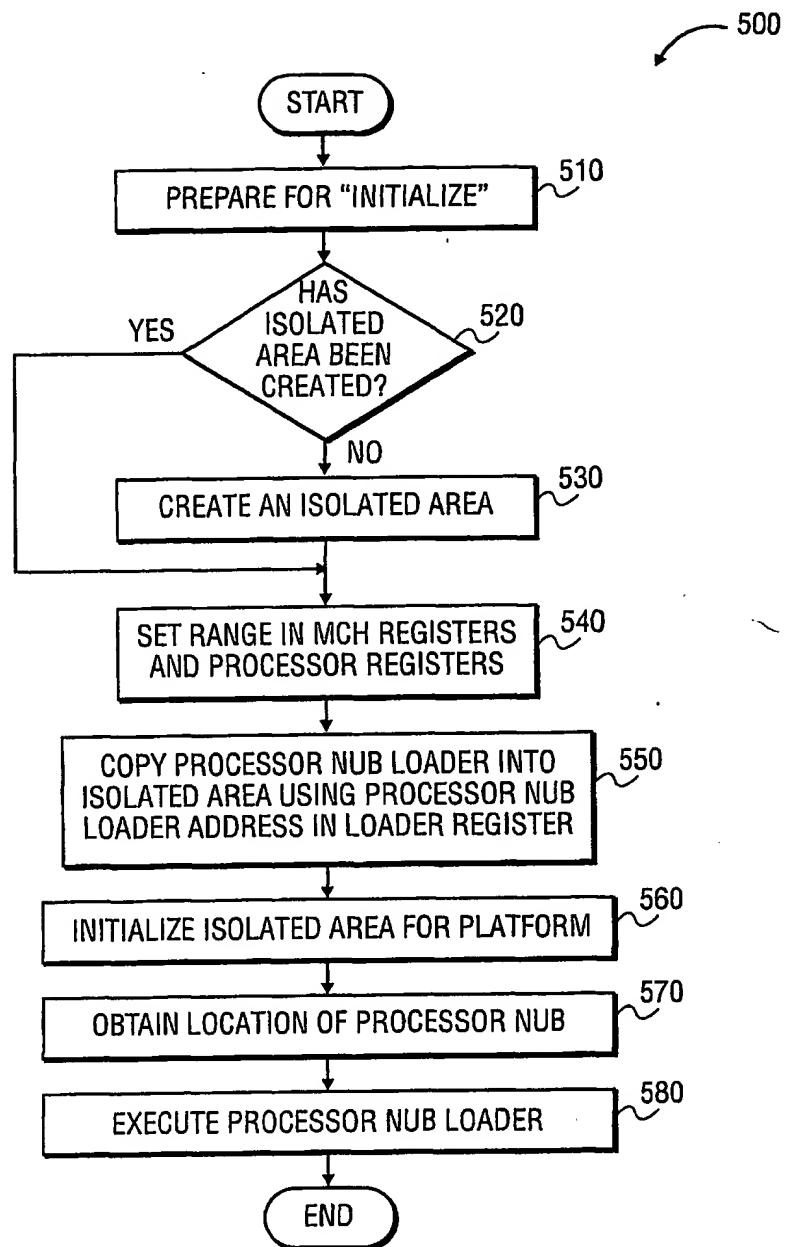 500
START
PREPARE FOR “INITIALIZE”
510
HAS
ISOLATED
AREA BEEN
CREATED?
520
YES
NO
CREATE AN ISOLATED AREA
530
SET RANGE IN MCH REGISTERS
AND PROCESSOR REGISTERS
540
COPY PROCESSOR NUB LOADER INTO
ISOLATED AREA USING PROCESSOR NUB
LOADER ADDRESS IN LOADER REGISTER
550
INITIALIZE ISOLATED AREA FOR PLATFORM
560
OBTAIN LOCATION OF PROCESSOR NUB
570
EXECUTE PROCESSOR NUB LOADER
580
END